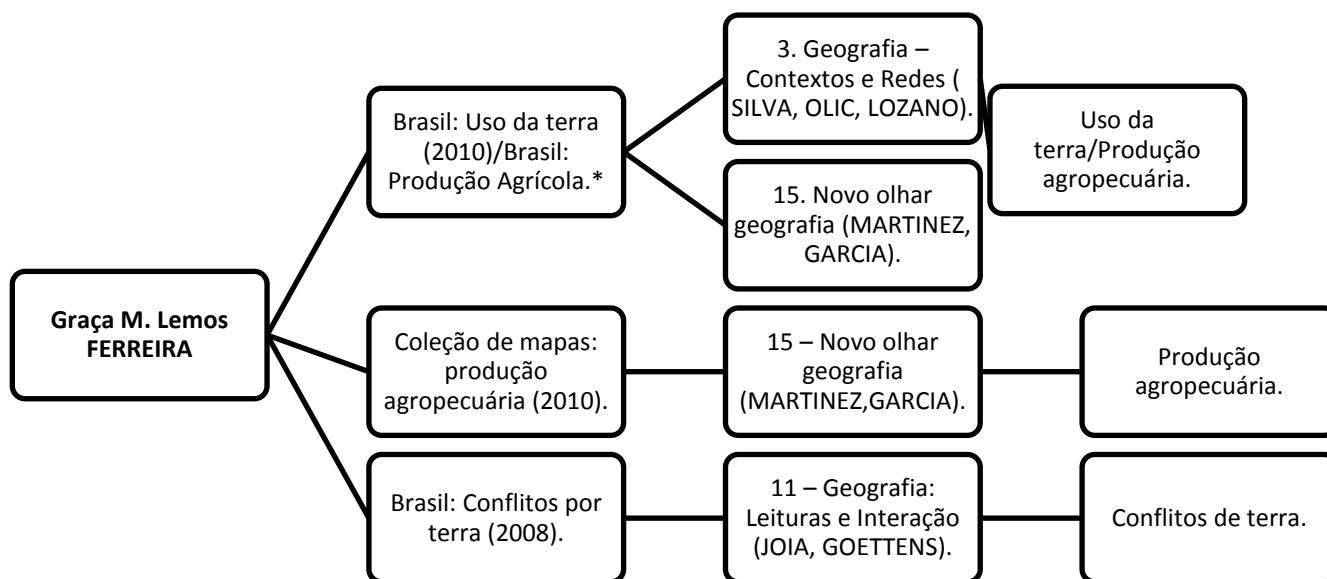 3. Geografia –
Contextos e Redes (
SILVA, OLIC, LOZANO).
Brasil: Uso da terra
(2010)/Brasil:
Produção Agrícola.*
Uso da
terra/Produção
agropecuária.
15. Novo olhar
geografia (MARTINEZ,
GARCIA).
Graça M. Lemos
FERREIRA
Coleção de mapas:
produção
agropecuária (2010).
15 – Novo olhar
geografia
(MARTINEZ,GARCIA).
Produção
agropecuária.
Brasil: Conflitos por
terra (2008).
11 – Geografia:
Leituras e Interação
(JOIA, GOETTENS).
Conflitos de terra.